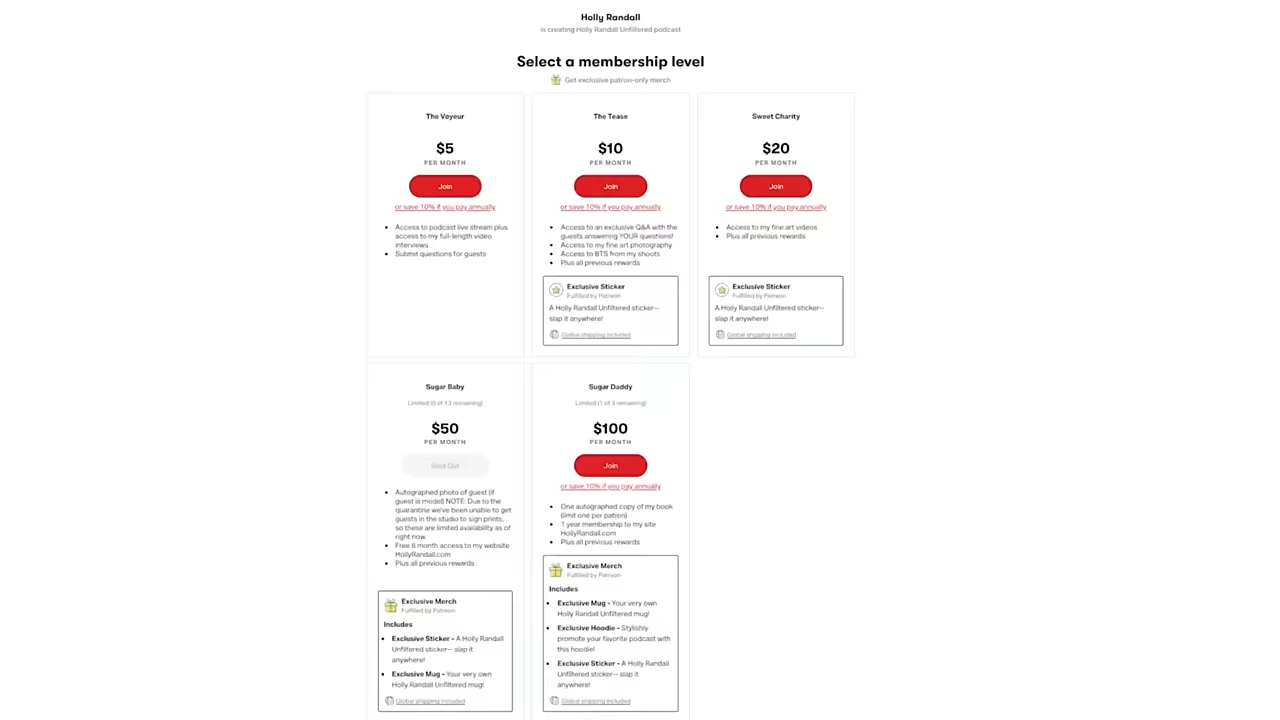 Holly Randall
is creating Holly Randall Unfiltered podcast
Select a membership level
Get exclusive patron-only merch
The Voyeur
$5
PER MONTH
Join
or save 10% if you pay annually
• Access to podcast live stream plus
access to my full-length video
interviews
• Submit questions for guests
The Tease
$10
PER MONTH
Join
or save 10% if you pay annually
• Access to an exclusive Q&A with the
guests answering YOUR questions!
• Access to my fine art photography
• Access to BTS from my shoots
• Plus all previous rewards
Exclusive Sticker
Fulfilled by Patreon
A Holly Randall Unfiltered sticker--
slap it anywhere!
Global shipping included
Sweet Charity
$20
PER MONTH
Join
or save 10% if you pay annually
• Access to my fine art videos
• Plus all previous rewards
Exclusive Sticker
Fulfilled by Patreon
A Holly Randall Unfiltered sticker--
slap it anywhere!
Global shipping included
Sugar Baby
Limited (0 of 13 remaining)
$50
PER MONTH
Sold Out
• Autographed photo of guest (if
guest is model) NOTE: Due to the
quarantine we've been unable to get
guests in the studio to sign prints,
so these are limited availability as of
right now.
• Free 6 month access to my website
HollyRandall.com
• Plus all previous rewards
Exclusive Merch
Fulfilled by Patreon
Includes
• Exclusive Sticker - A Holly Randall
Unfiltered sticker-- slap it
anywhere!
• Exclusive Mug - Your very own
Holly Randall Unfiltered mug!
Global shipping included
Sugar Daddy
Limited (1 of 3 remaining)
$100
PER MONTH
Join
or save 10% if you pay annually
• One autographed copy of my book
(limit one per patron)
• 1 year membership to my site
HollyRandall.com
• Plus all previous rewards
Exclusive Merch
Fulfilled by Patreon
Includes
• Exclusive Mug - Your very own
Holly Randall Unfiltered mug!
• Exclusive Hoodie - Stylishly
promote your favorite podcast with
this hoodie!
• Exclusive Sticker - A Holly Randall
Unfiltered sticker-- slap it
anywhere!
Global shipping included